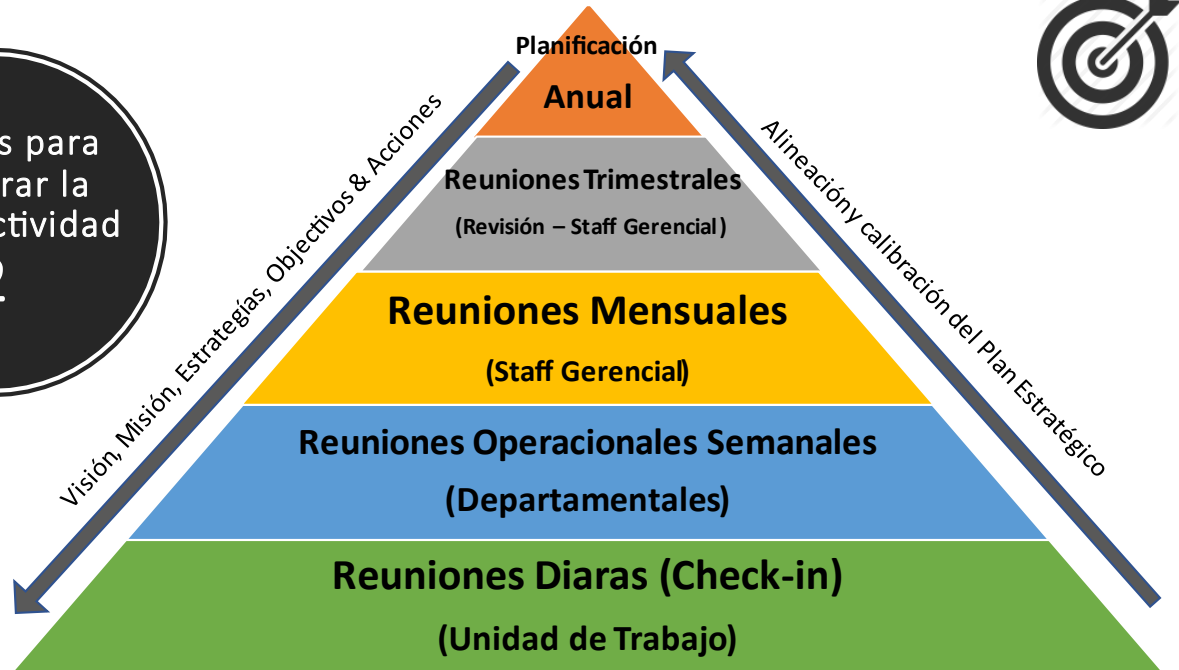 s para
rar la
ctividad
Planificación
Anual
Reuniones Trimestrales
(Revisión – Staff Gerencial)
Reuniones Mensuales
(Staff Gerencial)
Reuniones Operacionales Semanales
(Departamentales)
Reuniones Diaras (Check-in)
(Unidad de Trabajo)
Visión, Misión, Estrategías, Objectivos & Acciones
Alineacióny calibración del Plan Estratégico